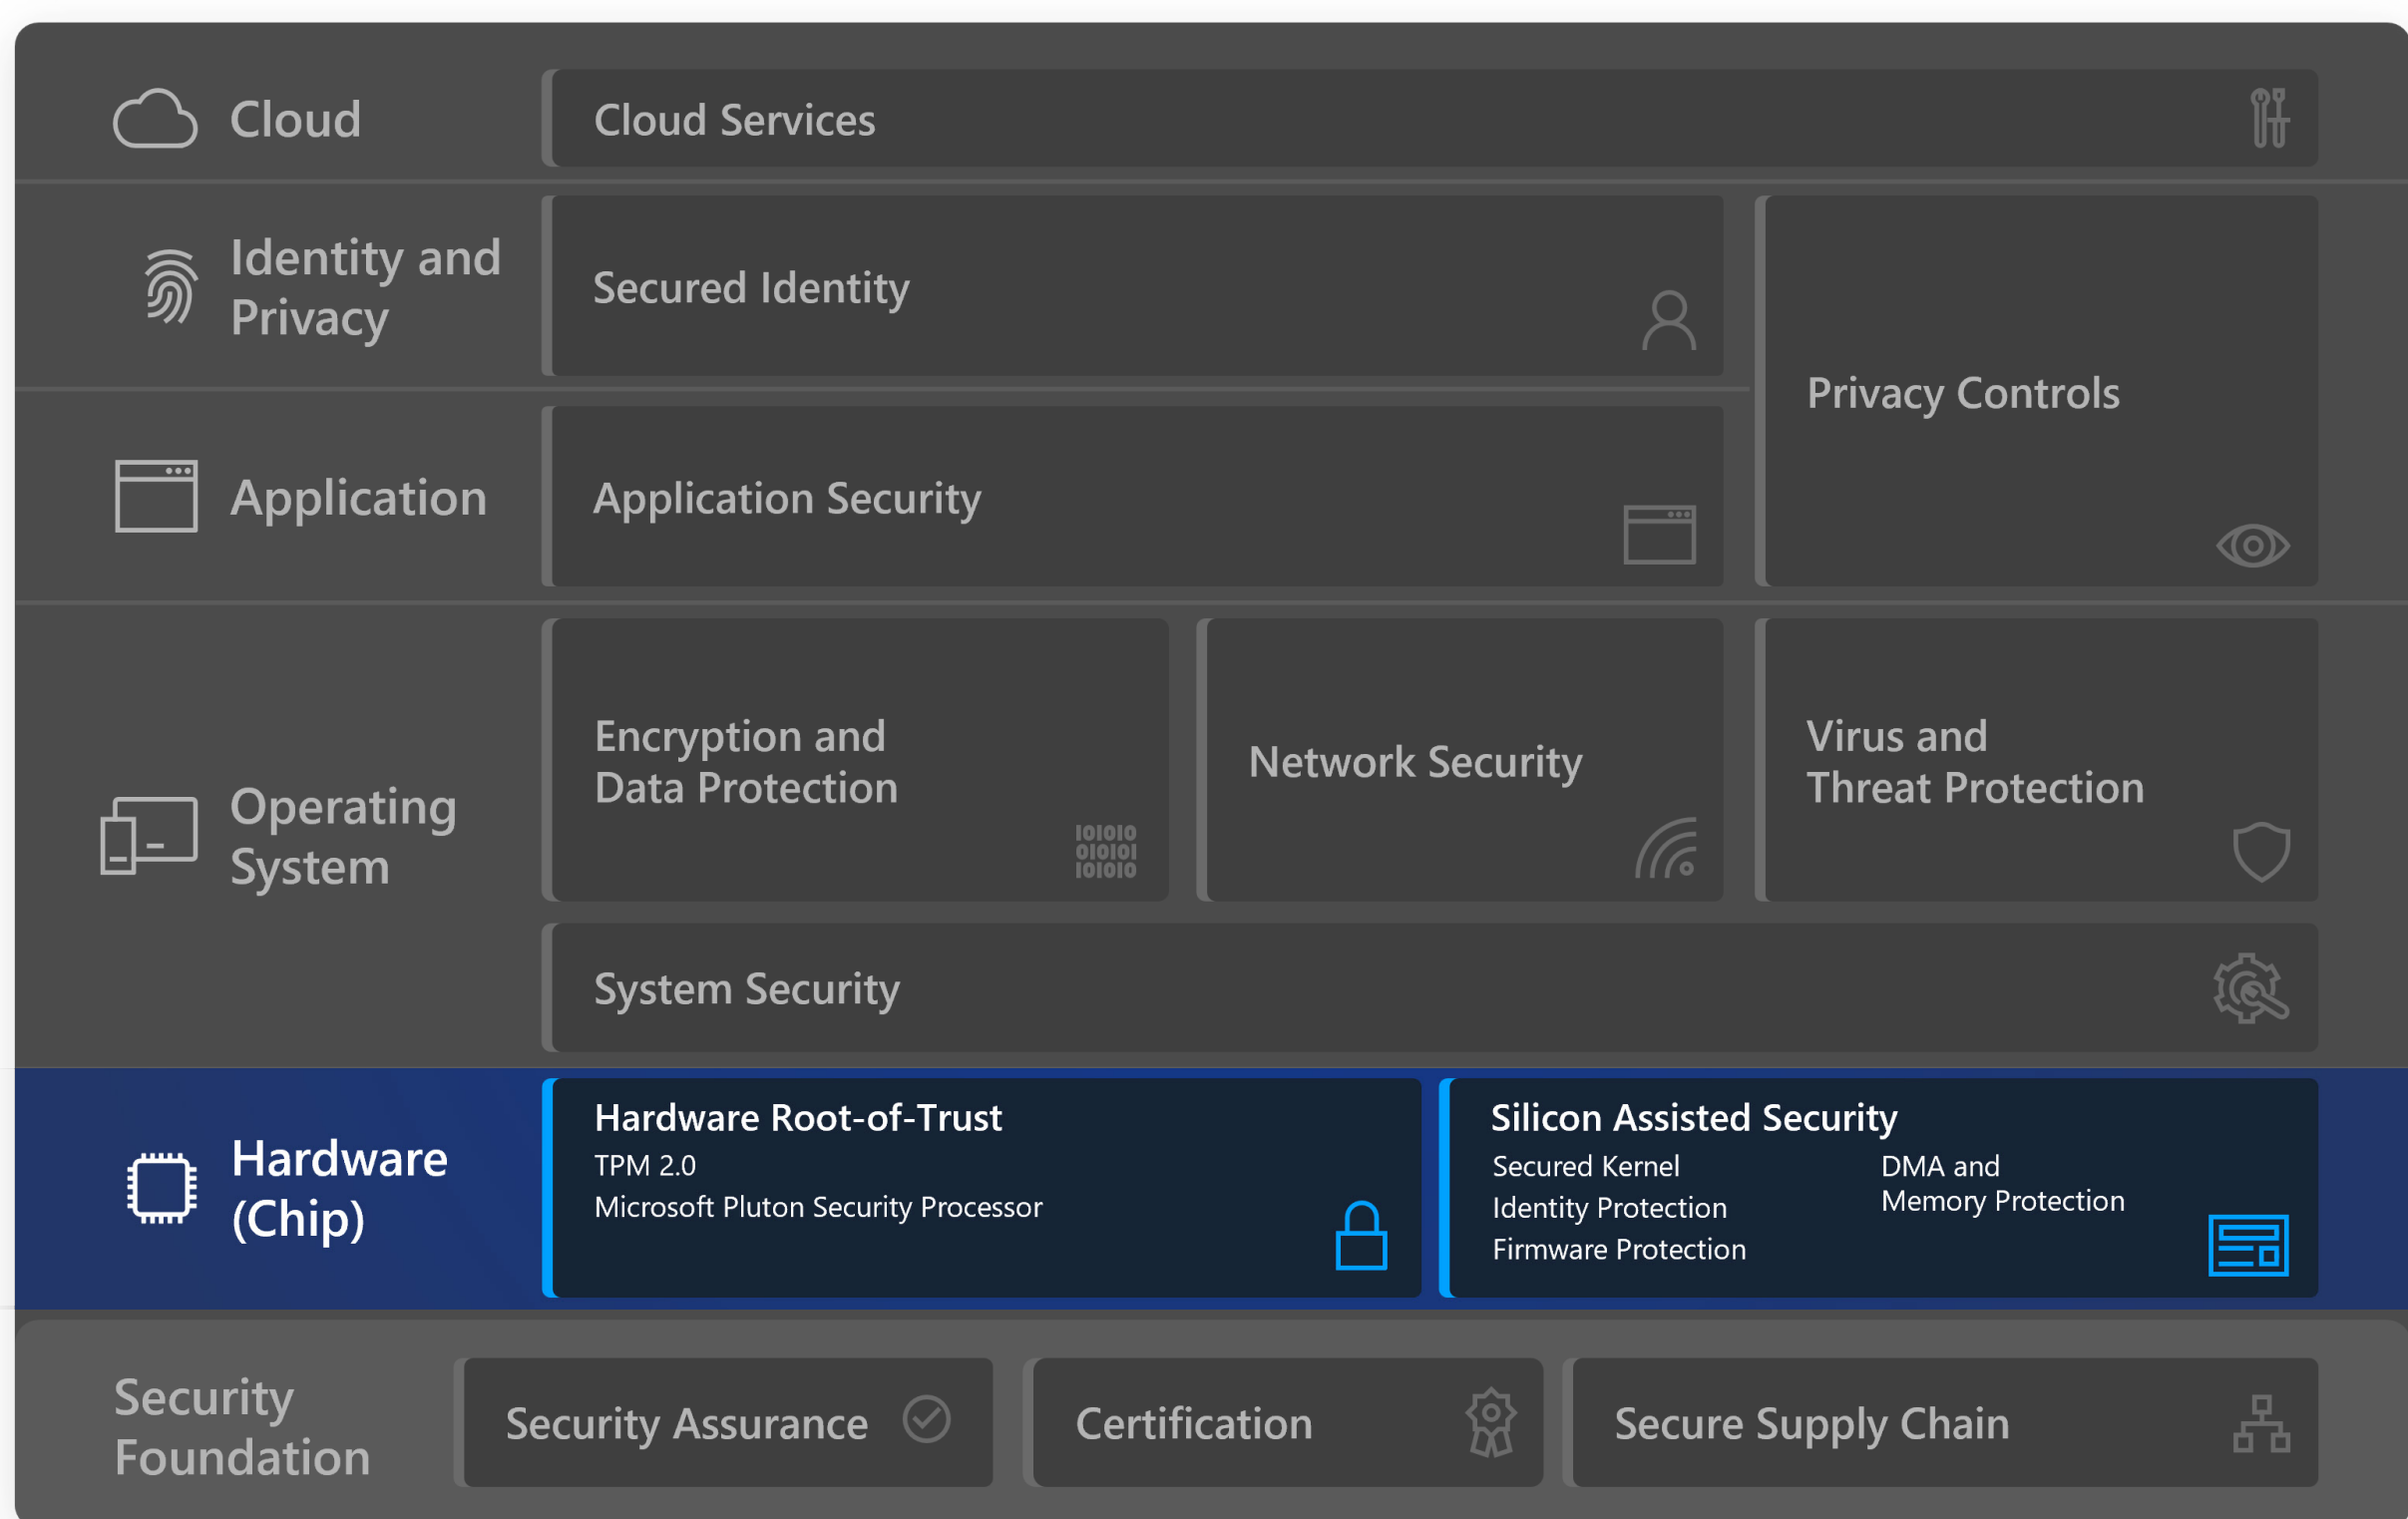 Cloud
Cloud Services
Identity and
Privacy
Secured Identity
Privacy Controls
Application
Application Security
Operating
System
Encryption and
Data Protection
101010
010101
101010
Network Security
Virus and
Threat Protection
System Security
Hardware
(Chip)
Hardware Root-of-Trust
TPM 2.0
Microsoft Pluton Security Processor
Silicon Assisted Security
Secured Kernel
Identity Protection
Firmware Protection
DMA and
Memory Protection
Security
Foundation
Security Assurance
Certification
Secure Supply Chain